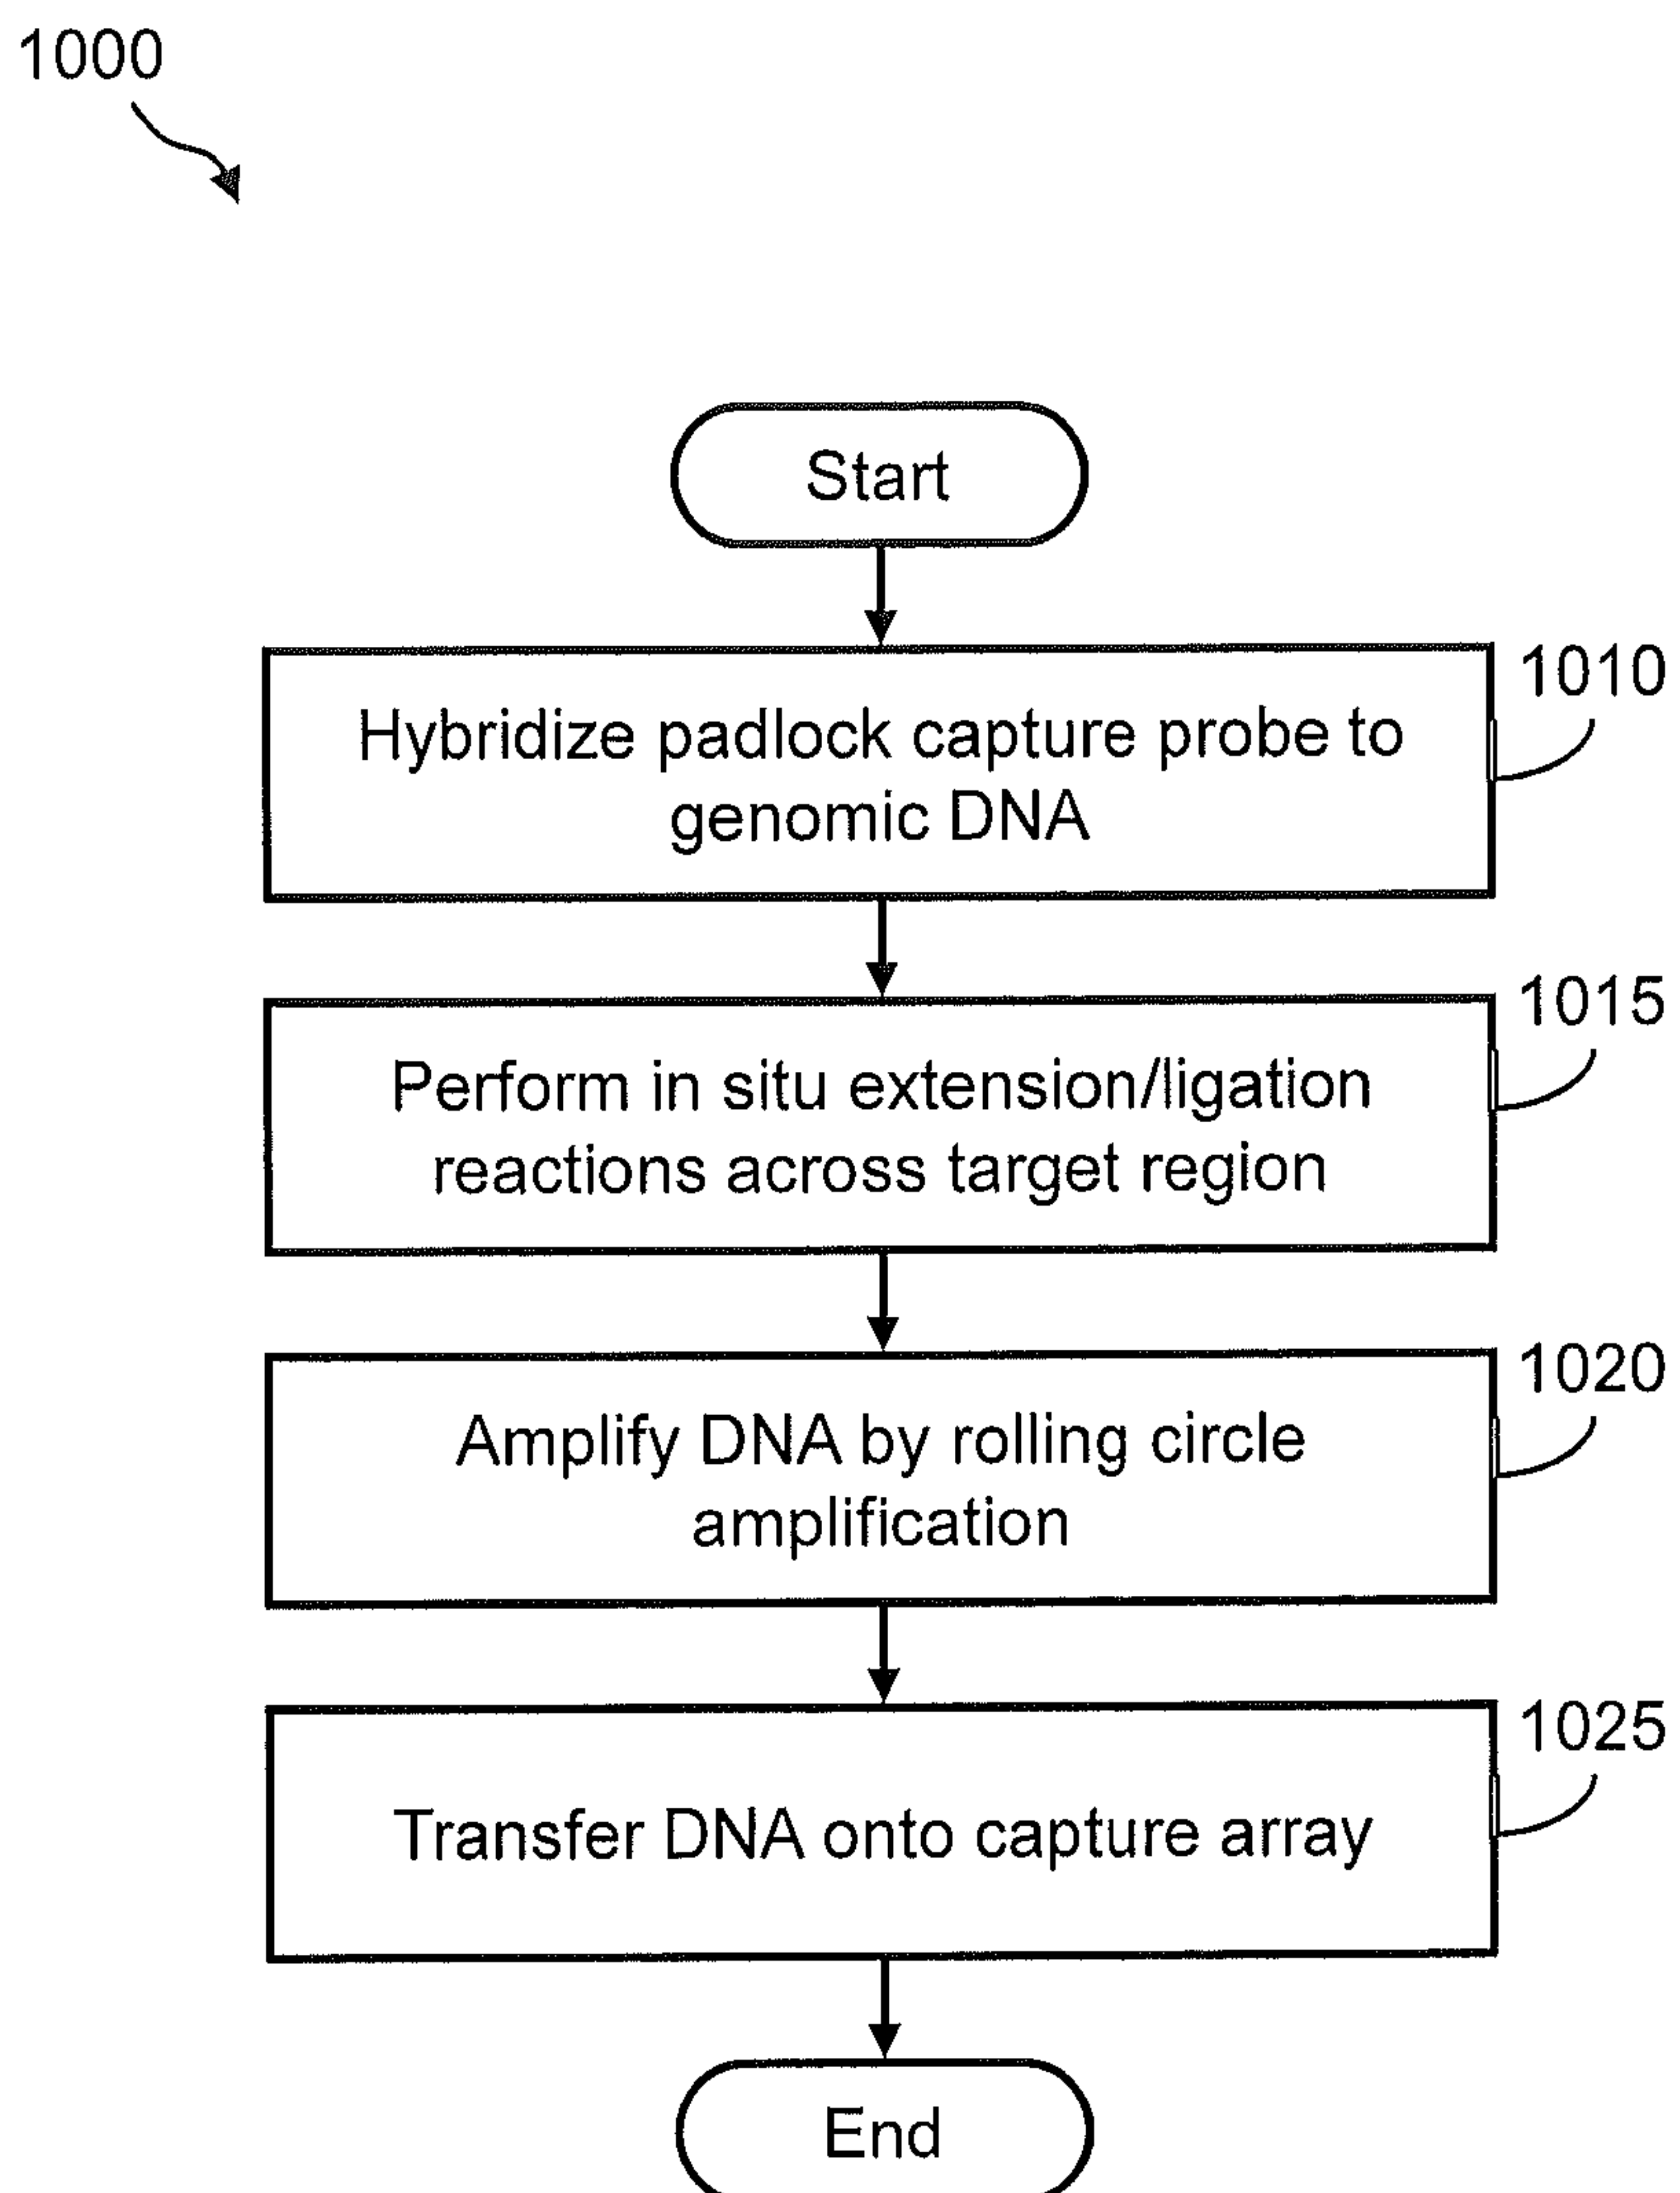 1000
Start
1010
Hybridize padlock capture probe to
genomic DNA
1015
Perform in situ extension/ligation
reactions across target region
1020
Amplify DNA by rolling circle
amplification
1025
Transfer DNA onto capture array
End